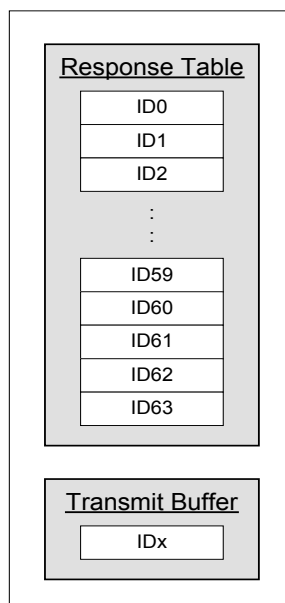 Response Table
ID0
ID1
ID2
:
:
ID59
ID60
ID61
ID62
ID63
Transmit Buffer
IDx